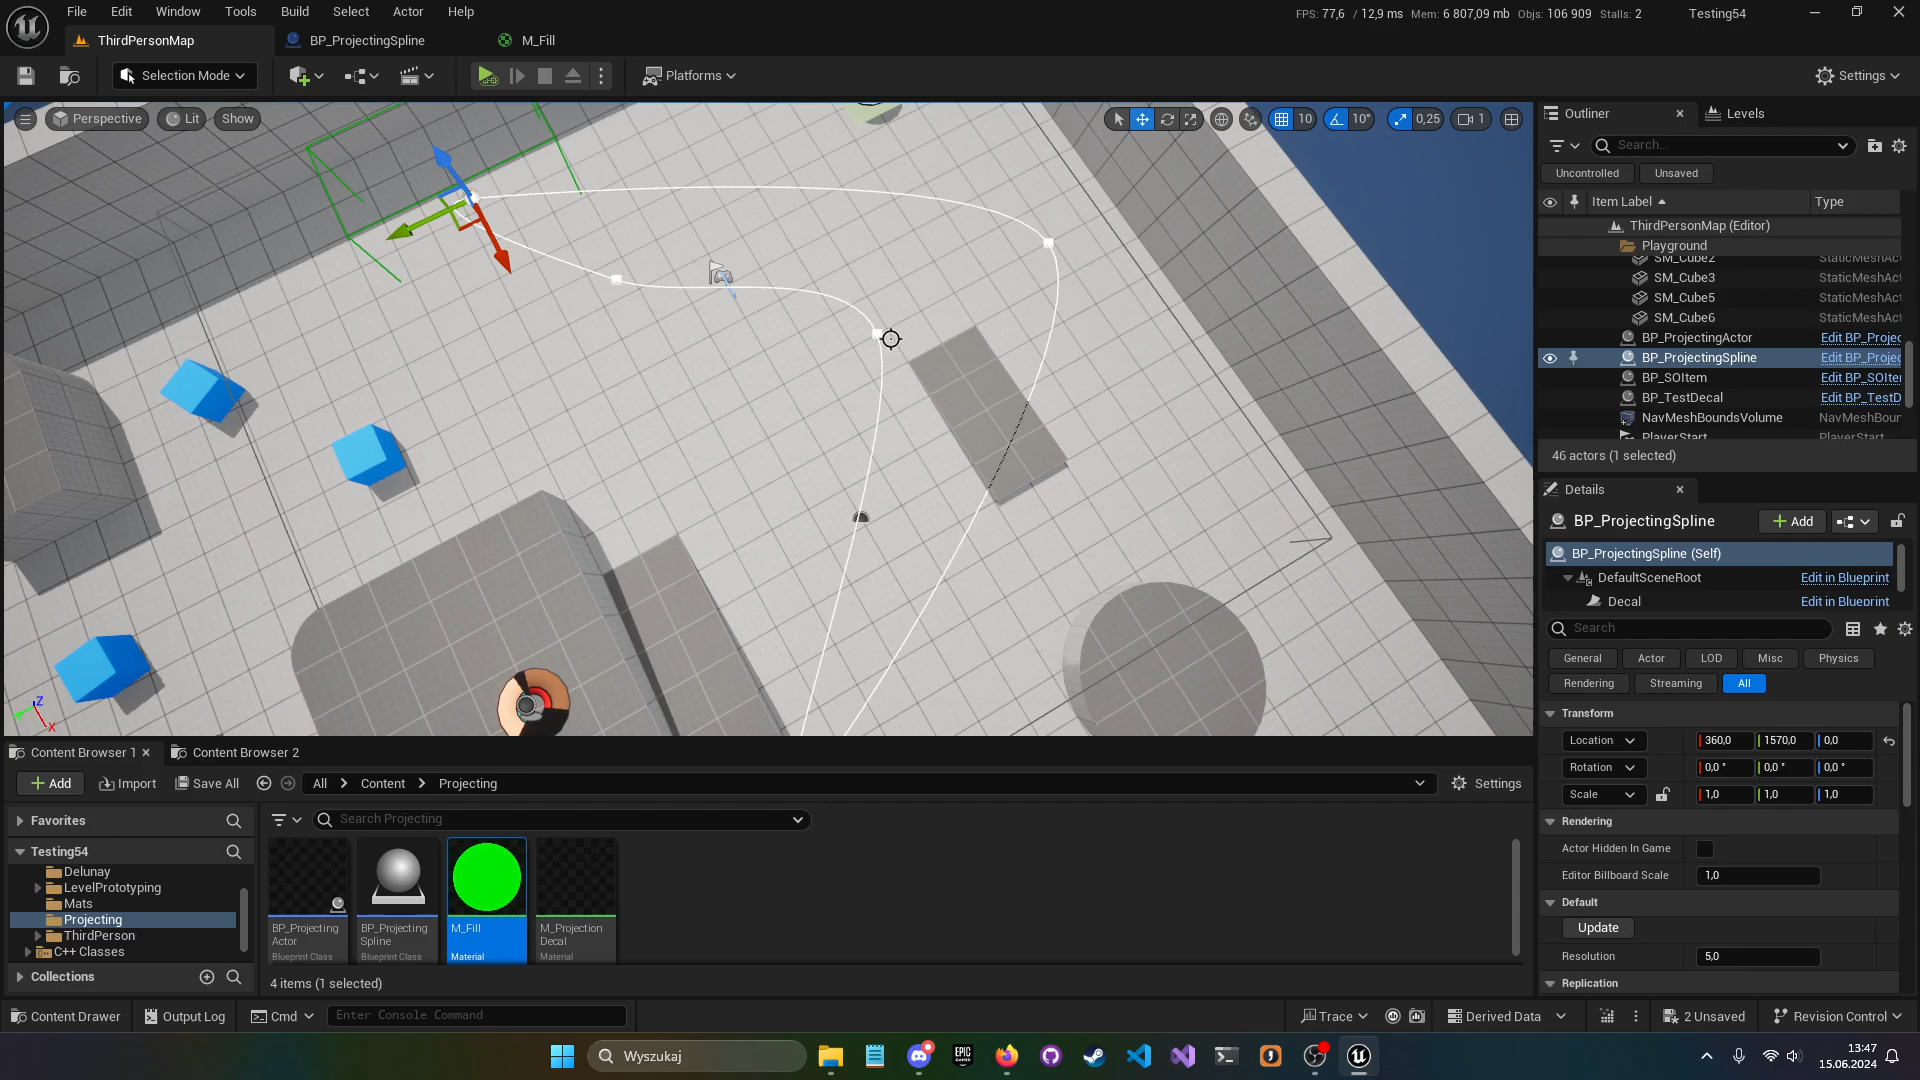 File Edit Window Tools Build Select Actor Help
FPS: 77,6 / 12,9 ms Mem: 6 807,09 mb Objs: 106 909 Stalls: 2 Testing54
ThirdPersonMap
BP_ProjectingSpline
M_Fill
Selection Mode
Platforms
Settings
Perspective
Lit
Show
10
10°
0,25
1
Outliner
Levels
Search...
Uncontrolled
Unsaved
Item Label
Type
ThirdPersonMap (Editor)
Playground
SM_Cube2 StaticMeshAct
SM_Cube3 StaticMeshAct
SM_Cube5 StaticMeshAct
SM_Cube6 StaticMeshAct
BP_ProjectingActor Edit BP_Projec
BP_ProjectingSpline Edit BP_Projec
BP_SOItem Edit BP_SOIte
BP_TestDecal Edit BP_TestD
NavMeshBoundsVolume NavMeshBoun
PlayerStart PlayerStart
46 actors (1 selected)
Details
BP_ProjectingSpline
Add
BP_ProjectingSpline (Self)
DefaultSceneRoot Edit in Blueprint
Decal Edit in Blueprint
Search
General Actor LOD Misc Physics
Rendering Streaming All
Transform
Location 360,0 1570,0 0,0
Rotation 0,0 ° 0,0 ° 0,0 °
Scale 1,0 1,0 1,0
Rendering
Actor Hidden In Game
Editor Billboard Scale 1,0
Default
Update
Resolution 5,0
Replication
Z
X
Content Browser 1
Content Browser 2
Add Import Save All All Content Projecting Settings
Favorites
Search Projecting
Testing54
Delunay
LevelPrototyping
Mats
Projecting
ThirdPerson
C++ Classes
Collections
BP_Projecting
Actor
Blueprint Class
BP_Projecting
Spline
Blueprint Class
M_Fill
Material
M_Projection
Decal
Material
4 items (1 selected)
Content Drawer Output Log Cmd Enter Console Command Trace Derived Data 2 Unsaved Revision Control
Wyszukaj
EPIC
GAMES
13:47
15.06.2024